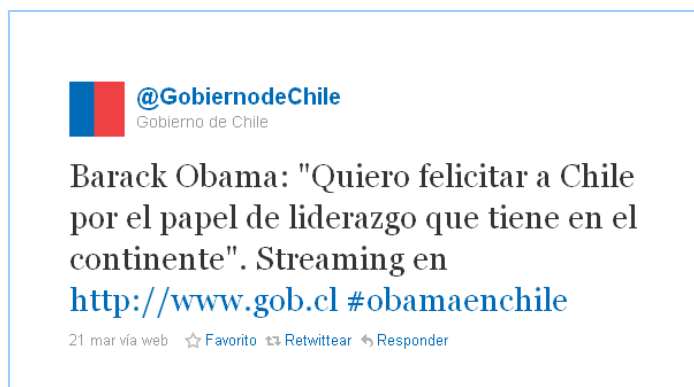 @GobiernodeChile
Gobierno de Chile
Barack Obama: "Quiero felicitar a Chile
por el papel de liderazgo que tiene en el
continente". Streaming en
http://www.gob.cl #obamaenchile
21 mar vía web Favorito Retwittear Responder